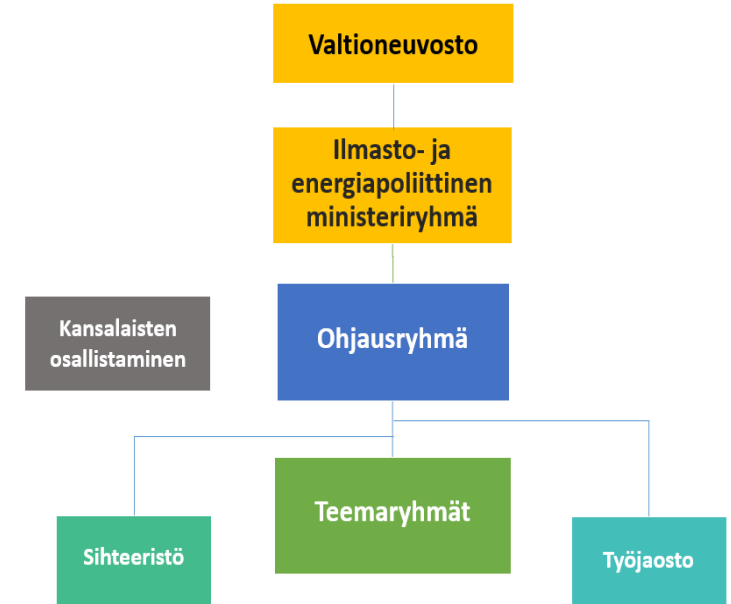 Valtioneuvosto
Ilmasto- ja
energiapoliittinen
ministeriryhmä
Kansalaisten
osallistaminen
Ohjausryhmä
Teemaryhmät
Sihteeristö
Työjaosto